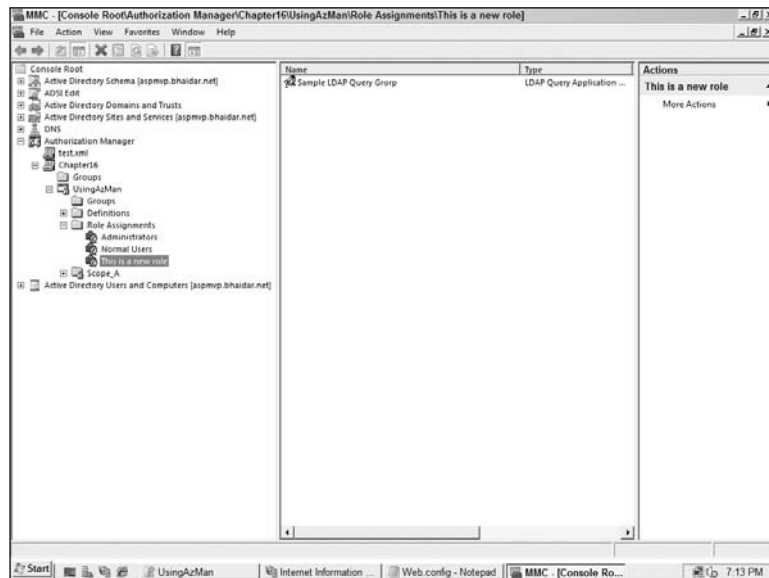 MMC - [Console Root\Authorization Manager\Chapter16\UsingAzMan\Role Assignments\This is a new role]
File Action View Favorites Window Help
Console Root
Active Directory Schema [aspmvp.bhaidar.net]
ADSI Edit
Active Directory Domains and Trusts
Active Directory Sites and Services [aspmvp.bhaidar.net]
DNS
Authorization Manager
test.xml
Chapter16
Groups
UsingAzMan
Groups
Definitions
Role Assignments
Administrators
Normal Users
This is a new role
Scope_A
Active Directory Users and Computers [aspmvp.bhaidar.net]
Name Type
Sample LDAP Query Grorp LDAP Query Application ...
Actions
This is a new role
More Actions
Start UsingAzMan Internet Information ... Web.config - Notepad MMC - [Console Ro... 7:13 PM